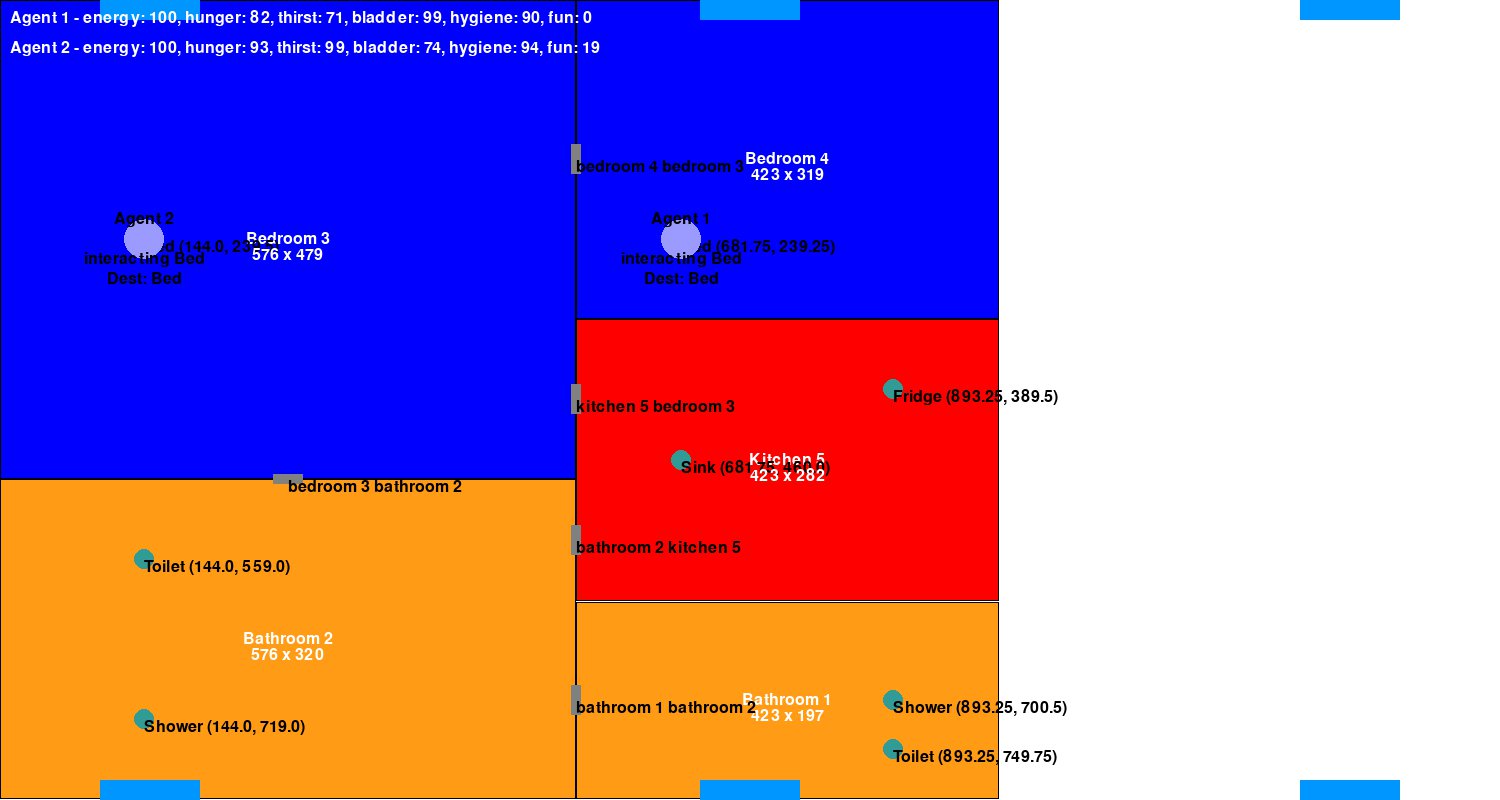 Agent 1 - energy: 100, hunger: 82, thirst: 71, bladder: 99, hygiene: 90, fun: 0
Agent 2 - energy: 100, hunger: 93, thirst: 99, bladder: 74, hygiene: 94, fun: 19
bedroom 4 bedroom 3
Bedroom 4
423 x 319
Agent 2
Bedroom 3
576 x 479
interacting Bed
Dest: Bed
Agent 1
(681.75, 239.25)
interacting Bed
Dest: Bed
Fridge (893.25, 389.5)
kitchen 5 bedroom 3
Kitchen 5
423 x 282
Sink (681.75, 460.0)
bedroom 3 bathroom 2
bathroom 2 kitchen 5
Toilet (144.0, 559.0)
Bathroom 2
576 x 320
Shower (144.0, 719.0)
bathroom 1 bathroom 2
Bathroom 1
423 x 197
Shower (893.25, 700.5)
Toilet (893.25, 749.75)